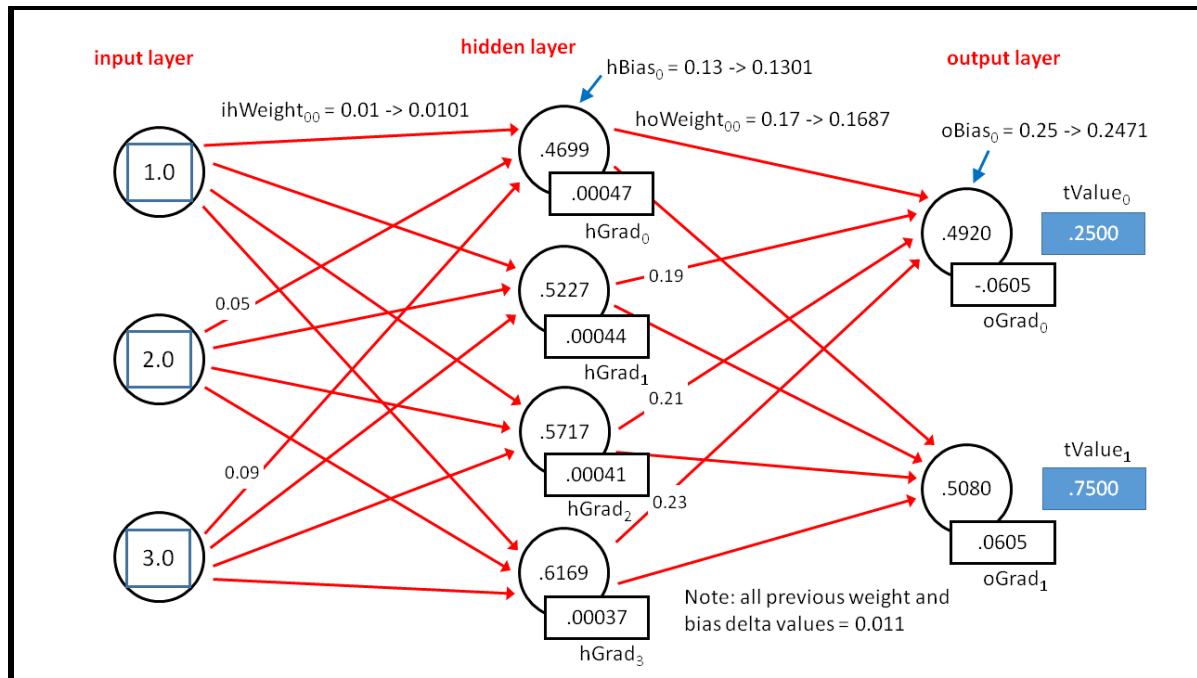 input layer
hidden layer
output layer
hBias₀ = 0.13 -> 0.1301
ihWeight₀₀ = 0.01 -> 0.0101
hoWeight₀₀ = 0.17 -> 0.1687
oBias₀ = 0.25 -> 0.2471
1.0
.4699
.00047
hGrad₀
tValue₀
.4920
.2500
-.0605
oGrad₀
0.05
0.19
.5227
.00044
hGrad₁
2.0
0.21
.5717
.00041
hGrad₂
0.09
0.23
tValue₁
.5080
.7500
.0605
oGrad₁
3.0
.6169
.00037
hGrad₃
Note: all previous weight and
bias delta values = 0.011